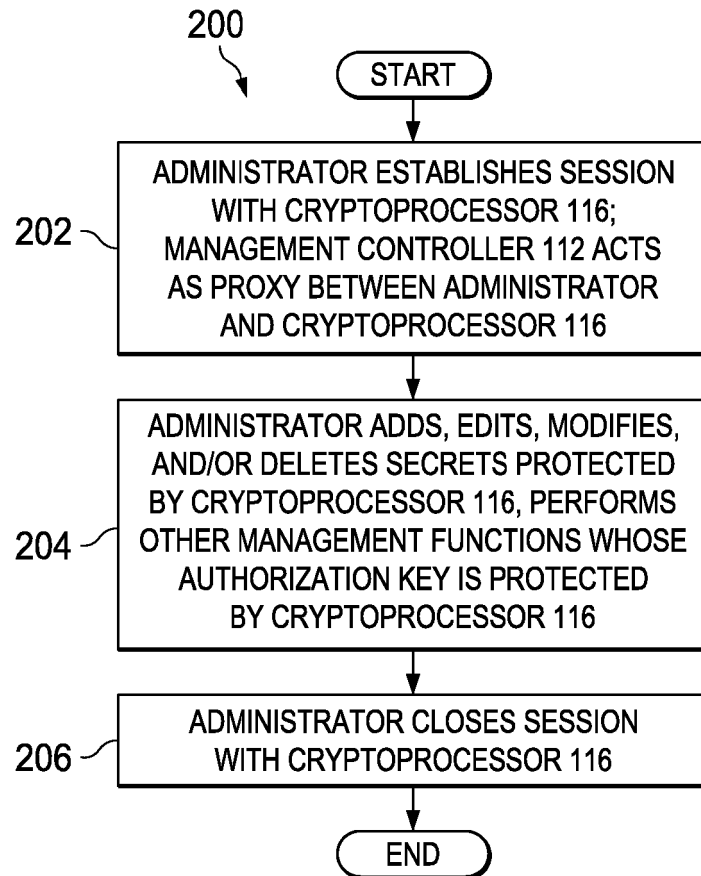 200
START
202
ADMINISTRATOR ESTABLISHES SESSION
WITH CRYPTOPROCESSOR 116;
MANAGEMENT CONTROLLER 112 ACTS
AS PROXY BETWEEN ADMINISTRATOR
AND CRYPTOPROCESSOR 116
204
ADMINISTRATOR ADDS, EDITS, MODIFIES,
AND/OR DELETES SECRETS PROTECTED
BY CRYPTOPROCESSOR 116, PERFORMS
OTHER MANAGEMENT FUNCTIONS WHOSE
AUTHORIZATION KEY IS PROTECTED
BY CRYPTOPROCESSOR 116
206
ADMINISTRATOR CLOSES SESSION
WITH CRYPTOPROCESSOR 116
END